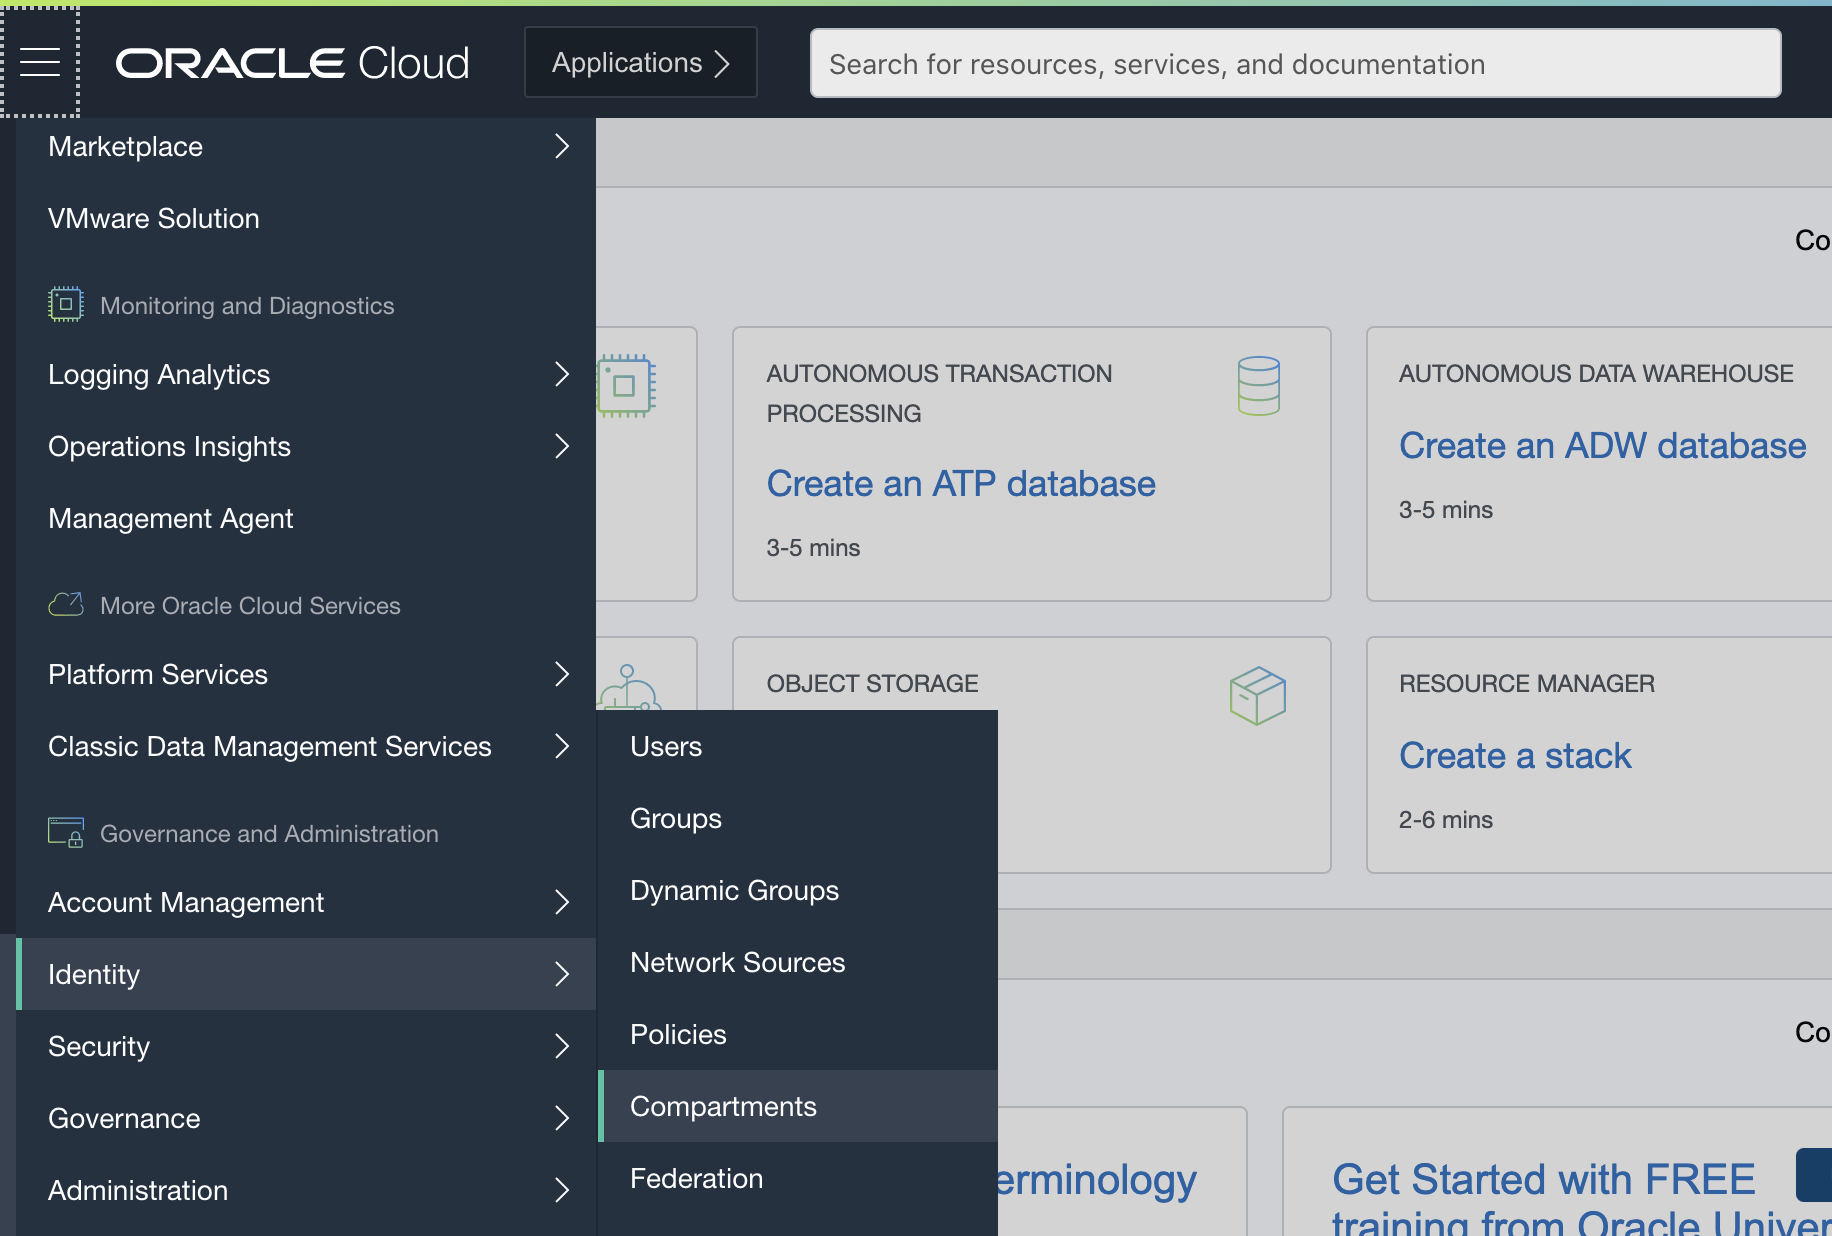 ORACLE Cloud
Applications
Search for resources, services, and documentation
Marketplace
VMware Solution
Monitoring and Diagnostics
Logging Analytics
Operations Insights
Management Agent
More Oracle Cloud Services
Platform Services
Classic Data Management Services
Governance and Administration
Account Management
Identity
Security
Governance
Administration
Users
Groups
Dynamic Groups
Network Sources
Policies
Compartments
Federation
Co
AUTONOMOUS TRANSACTION
PROCESSING
Create an ATP database
3-5 mins
AUTONOMOUS DATA WAREHOUSE
Create an ADW database
3-5 mins
OBJECT STORAGE
RESOURCE MANAGER
Create a stack
2-6 mins
Co
erminology
Get Started with FREE
training from Oracle Univer